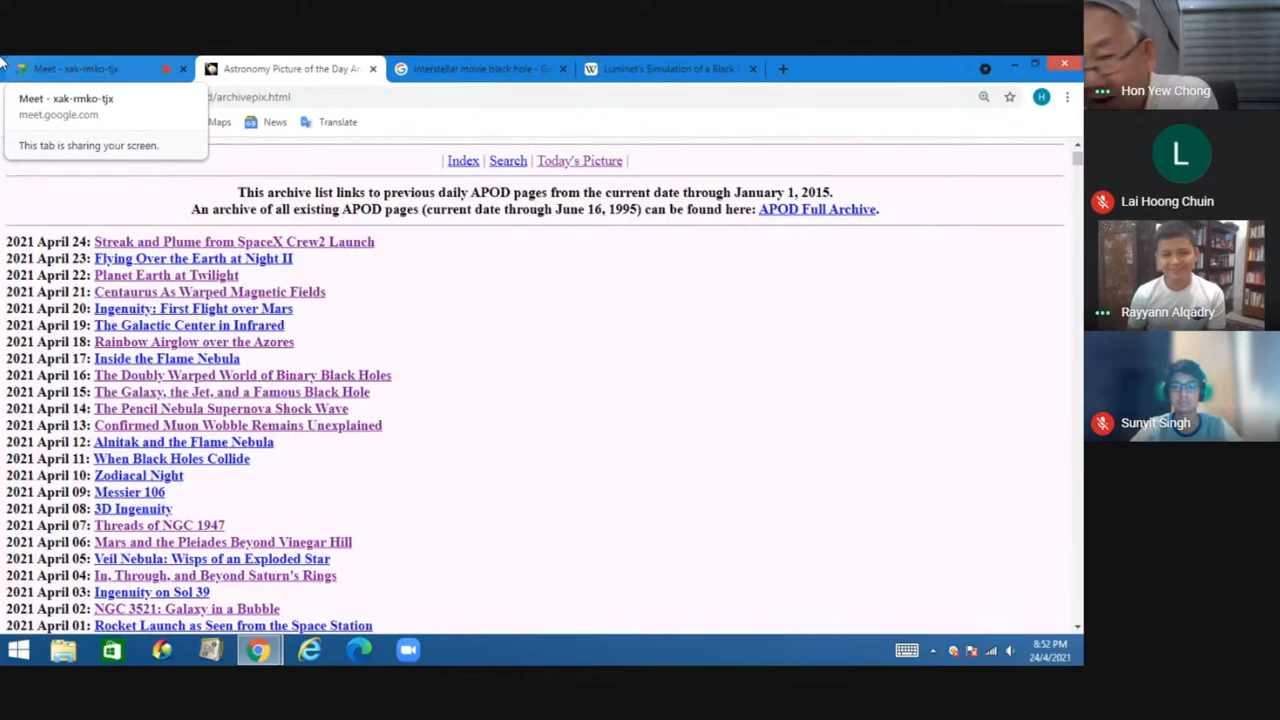 Meet - xak-rmko-tjx
Astronomy Picture of the Day Ar
interstellar movie black hole - Go
Luminet's Simulation of a Black
Meet - xak-rmko-tjx
meet.google.com
This tab is sharing your screen.
d/archivepix.html
H
Maps
News
Translate
| Index | Search | Today's Picture |
This archive list links to previous daily APOD pages from the current date through January 1, 2015.
An archive of all existing APOD pages (current date through June 16, 1995) can be found here: APOD Full Archive.
2021 April 24: Streak and Plume from SpaceX Crew2 Launch
2021 April 23: Flying Over the Earth at Night II
2021 April 22: Planet Earth at Twilight
2021 April 21: Centaurus As Warped Magnetic Fields
2021 April 20: Ingenuity: First Flight over Mars
2021 April 19: The Galactic Center in Infrared
2021 April 18: Rainbow Airglow over the Azores
2021 April 17: Inside the Flame Nebula
2021 April 16: The Doubly Warped World of Binary Black Holes
2021 April 15: The Galaxy, the Jet, and a Famous Black Hole
2021 April 14: The Pencil Nebula Supernova Shock Wave
2021 April 13: Confirmed Muon Wobble Remains Unexplained
2021 April 12: Alnitak and the Flame Nebula
2021 April 11: When Black Holes Collide
2021 April 10: Zodiacal Night
2021 April 09: Messier 106
2021 April 08: 3D Ingenuity
2021 April 07: Threads of NGC 1947
2021 April 06: Mars and the Pleiades Beyond Vinegar Hill
2021 April 05: Veil Nebula: Wisps of an Exploded Star
2021 April 04: In, Through, and Beyond Saturn's Rings
2021 April 03: Ingenuity on Sol 39
2021 April 02: NGC 3521: Galaxy in a Bubble
2021 April 01: Rocket Launch as Seen from the Space Station
8:52 PM
24/4/2021
Hon Yew Chong
L
Lai Hoong Chuin
Rayyann Alqadry
Sunyit Singh